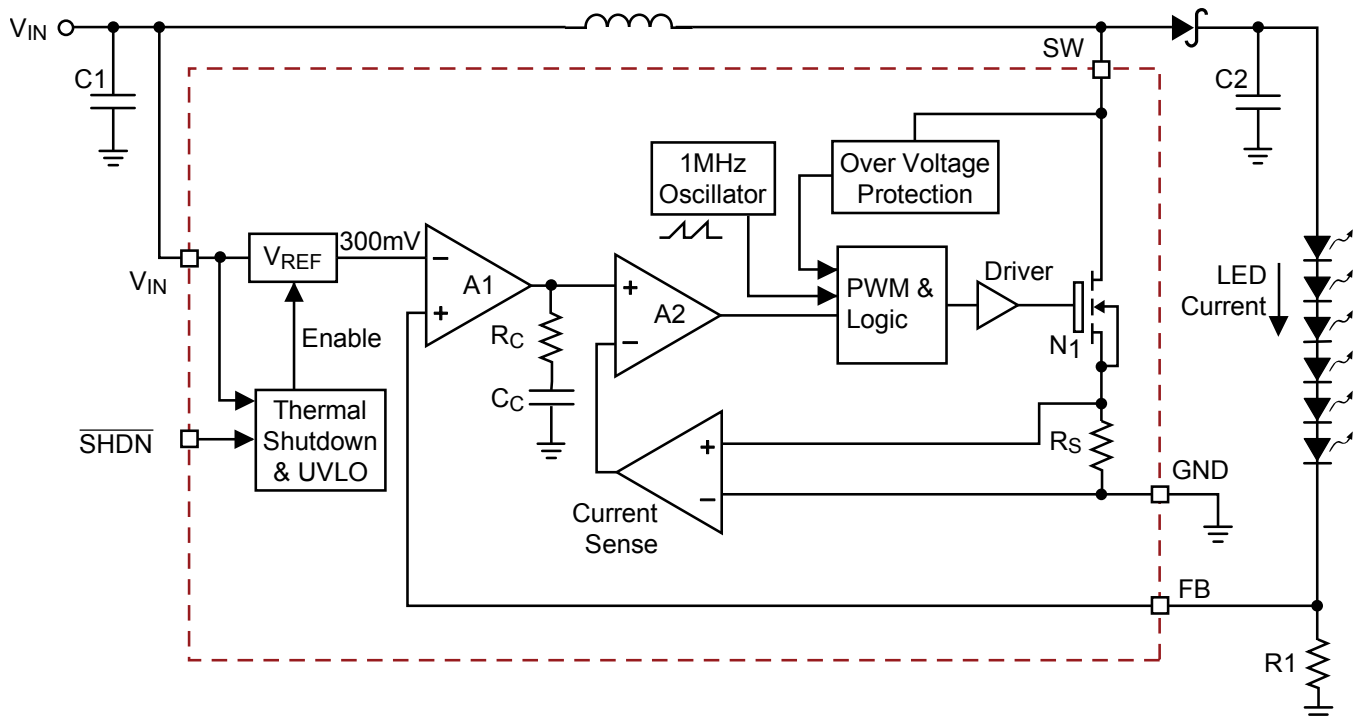 VIN
C1
SW
C2
1MHz
Oscillator
Over Voltage
Protection
VIN
VREF
300mV
−
+
A1
Enable
RC
CC
+
−
A2
PWM &
Logic
Driver
N1
LED
Current
SHDN
Thermal
Shutdown
& UVLO
+
−
Current
Sense
RS
GND
FB
R1